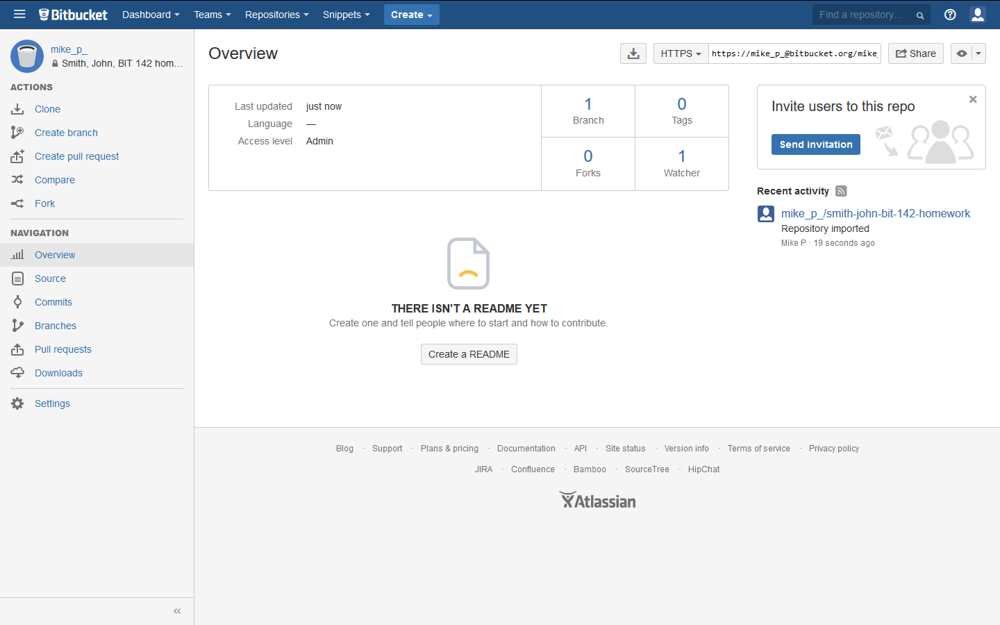 Bitbucket Dashboard Teams Repositories Snippets Create Find a repository...
mike_p_
Smith, John, BIT 142 hom...
ACTIONS
Clone
Create branch
Create pull request
Compare
Fork
NAVIGATION
Overview
Source
Commits
Branches
Pull requests
Downloads
Settings
Overview
HTTPS https://mike_p_@bitbucket.org/mike_ Share
Last updated just now
Language —
Access level Admin
1 Branch
0 Tags
0 Forks
1 Watcher
THERE ISN'T A README YET
Create one and tell people where to start and how to contribute.
Create a README
Invite users to this repo
Send invitation
Recent activity
mike_p_/smith-john-bit-142-homework
Repository imported
Mike P · 19 seconds ago
Blog · Support · Plans & pricing · Documentation · API · Site status · Version info · Terms of service · Privacy policy
JIRA · Confluence · Bamboo · SourceTree · HipChat
Atlassian